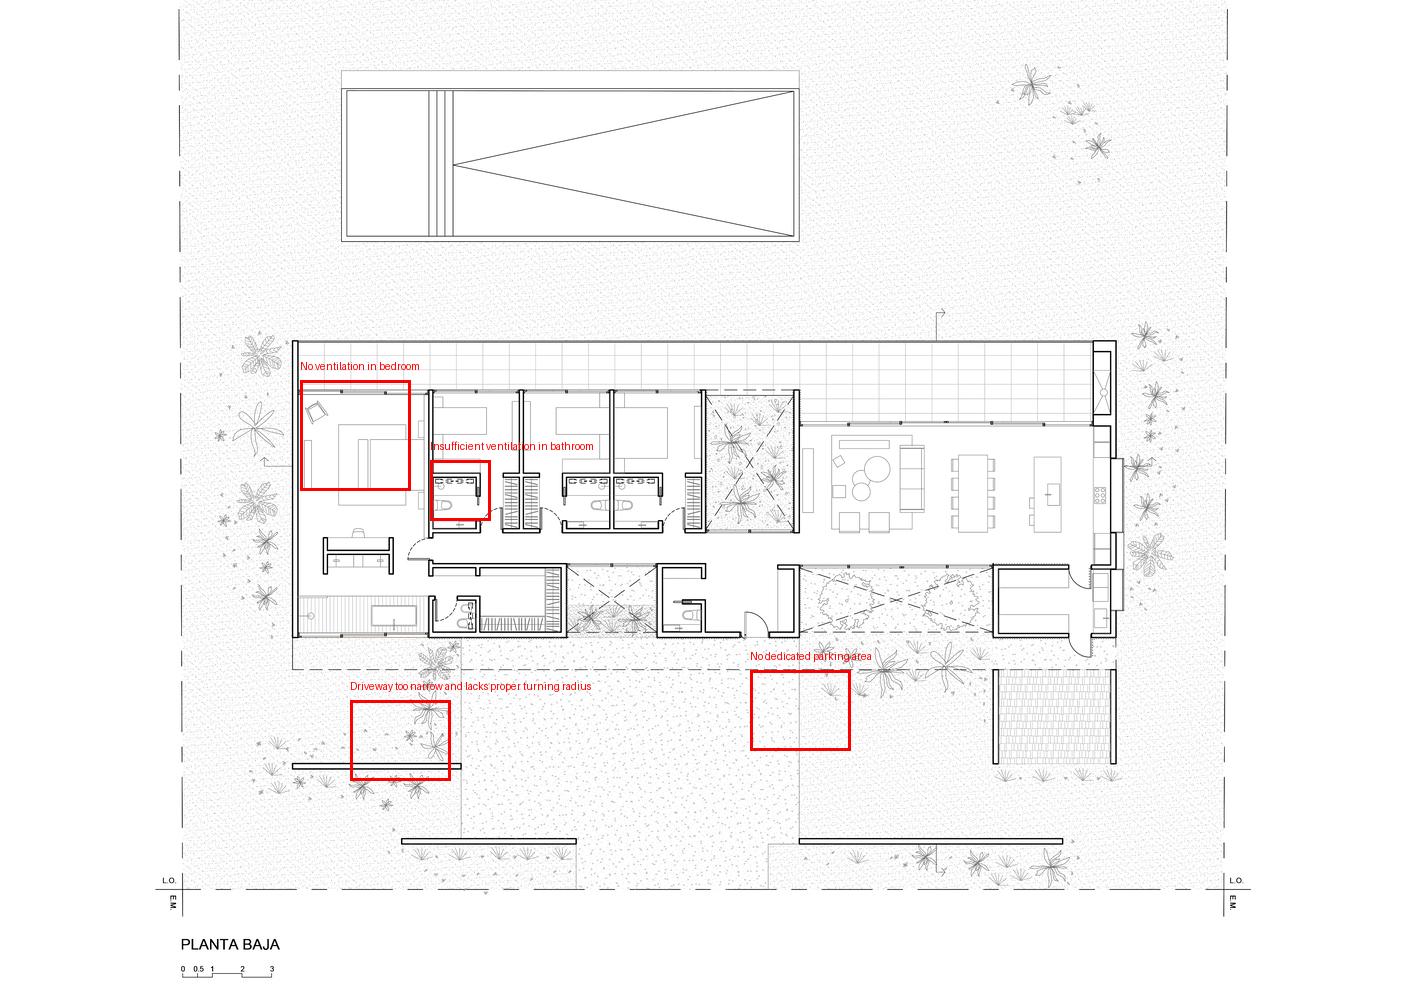 No ventilation in bedroom
Insufficient ventilation in bathroom
No dedicated parking area
Driveway too narrow and lacks proper turning radius
L.O.
E.M.
L.O.
E.M.
PLANTA BAJA
0 0.5 1 2 3